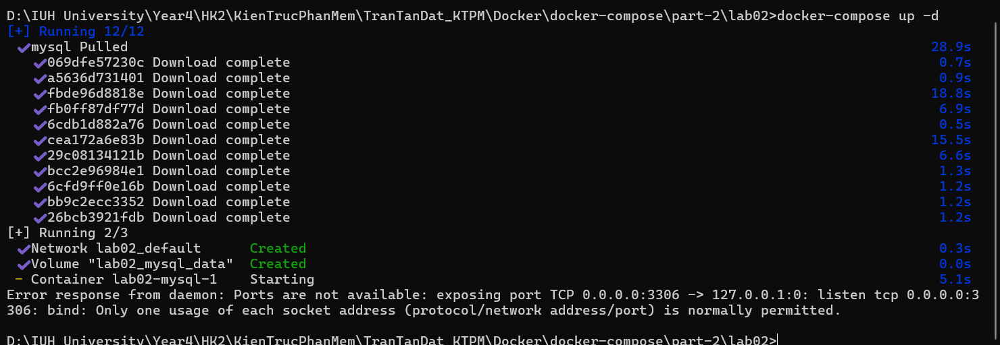 D:\IUH University\Year4\HK2\KienTrucPhanMem\TranTanDat_KTPM\Docker\docker-compose\part-2\lab02>docker-compose up -d
[+] Running 12/12
✔mysql Pulled 28.9s
✔069dfe57230c Download complete 0.7s
✔a5636d731401 Download complete 0.9s
✔fbde96d8818e Download complete 18.8s
✔fb0ff87df77d Download complete 6.9s
✔6cdb1d882a76 Download complete 0.5s
✔cea172a6e83b Download complete 15.5s
✔29c08134121b Download complete 6.6s
✔bcc2e96984e1 Download complete 1.3s
✔6cfd9ff0e16b Download complete 1.2s
✔bb9c2ecc3352 Download complete 1.2s
✔26bcb3921fdb Download complete 1.2s
[+] Running 2/3
✔Network lab02_default Created 0.3s
✔Volume "lab02_mysql_data" Created 0.0s
- Container lab02-mysql-1 Starting 5.1s
Error response from daemon: Ports are not available: exposing port TCP 0.0.0.0:3306 -> 127.0.0.1:0: listen tcp 0.0.0.0:3
306: bind: Only one usage of each socket address (protocol/network address/port) is normally permitted.
D:\IUH University\Year4\HK2\KienTrucPhanMem\TranTanDat_KTPM\Docker\docker-compose\part-2\lab02>